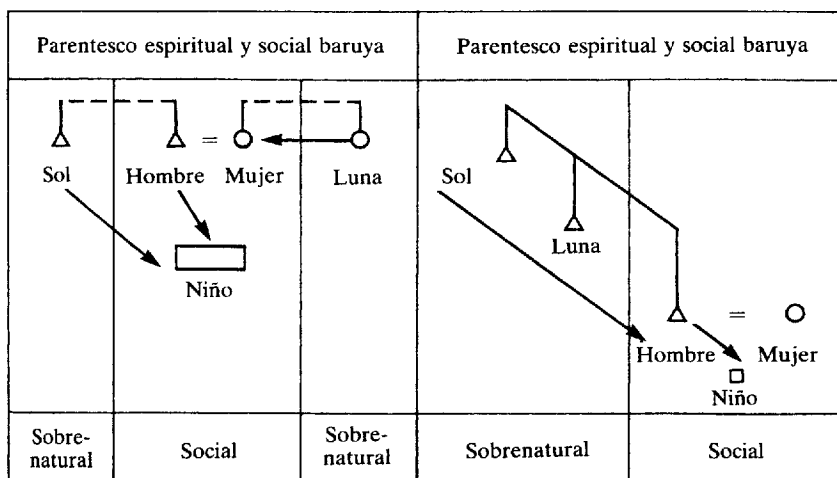 Parentesco espiritual y social baruya
Sol
Hombre
=
Mujer
Luna
Niño
Sobre-
natural
Social
Sobre-
natural
Parentesco espiritual y social baruya
Sol
Luna
=
Hombre
Mujer
Niño
Sobrenatural
Social